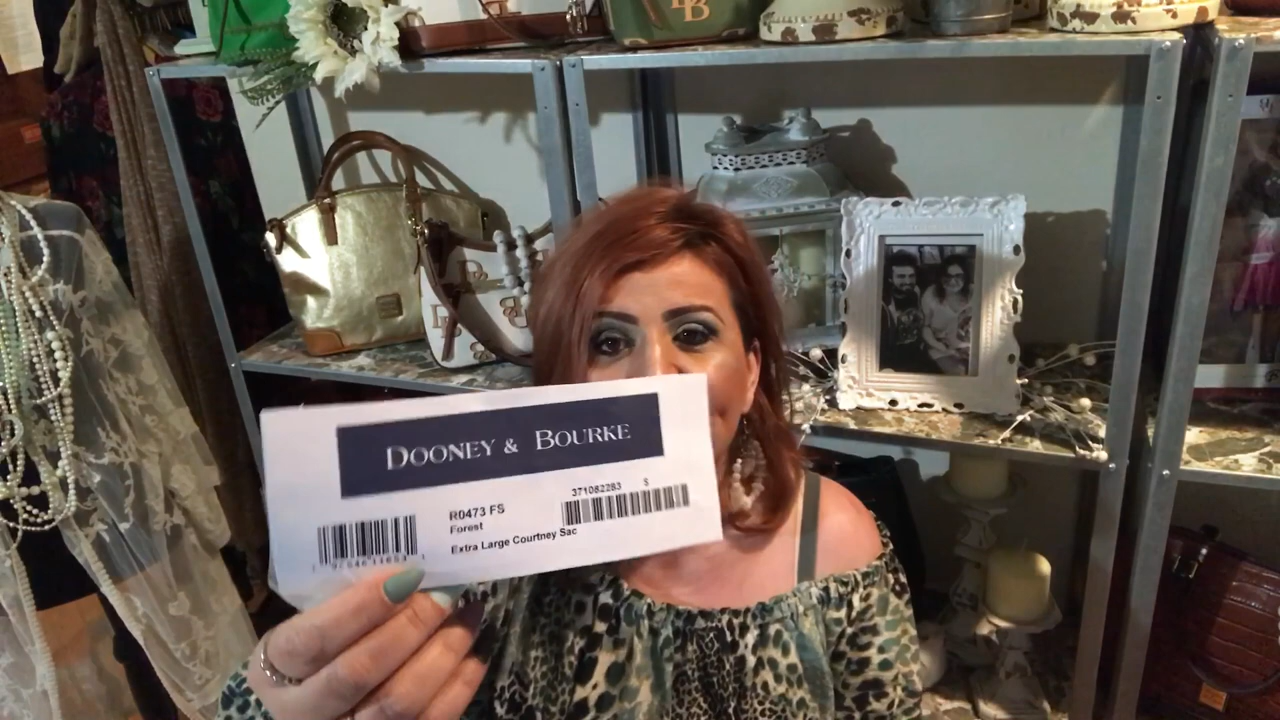 DOONEY & BOURKE
R0473 FS
Forest
Extra Large Courtney Sac
371082283 S